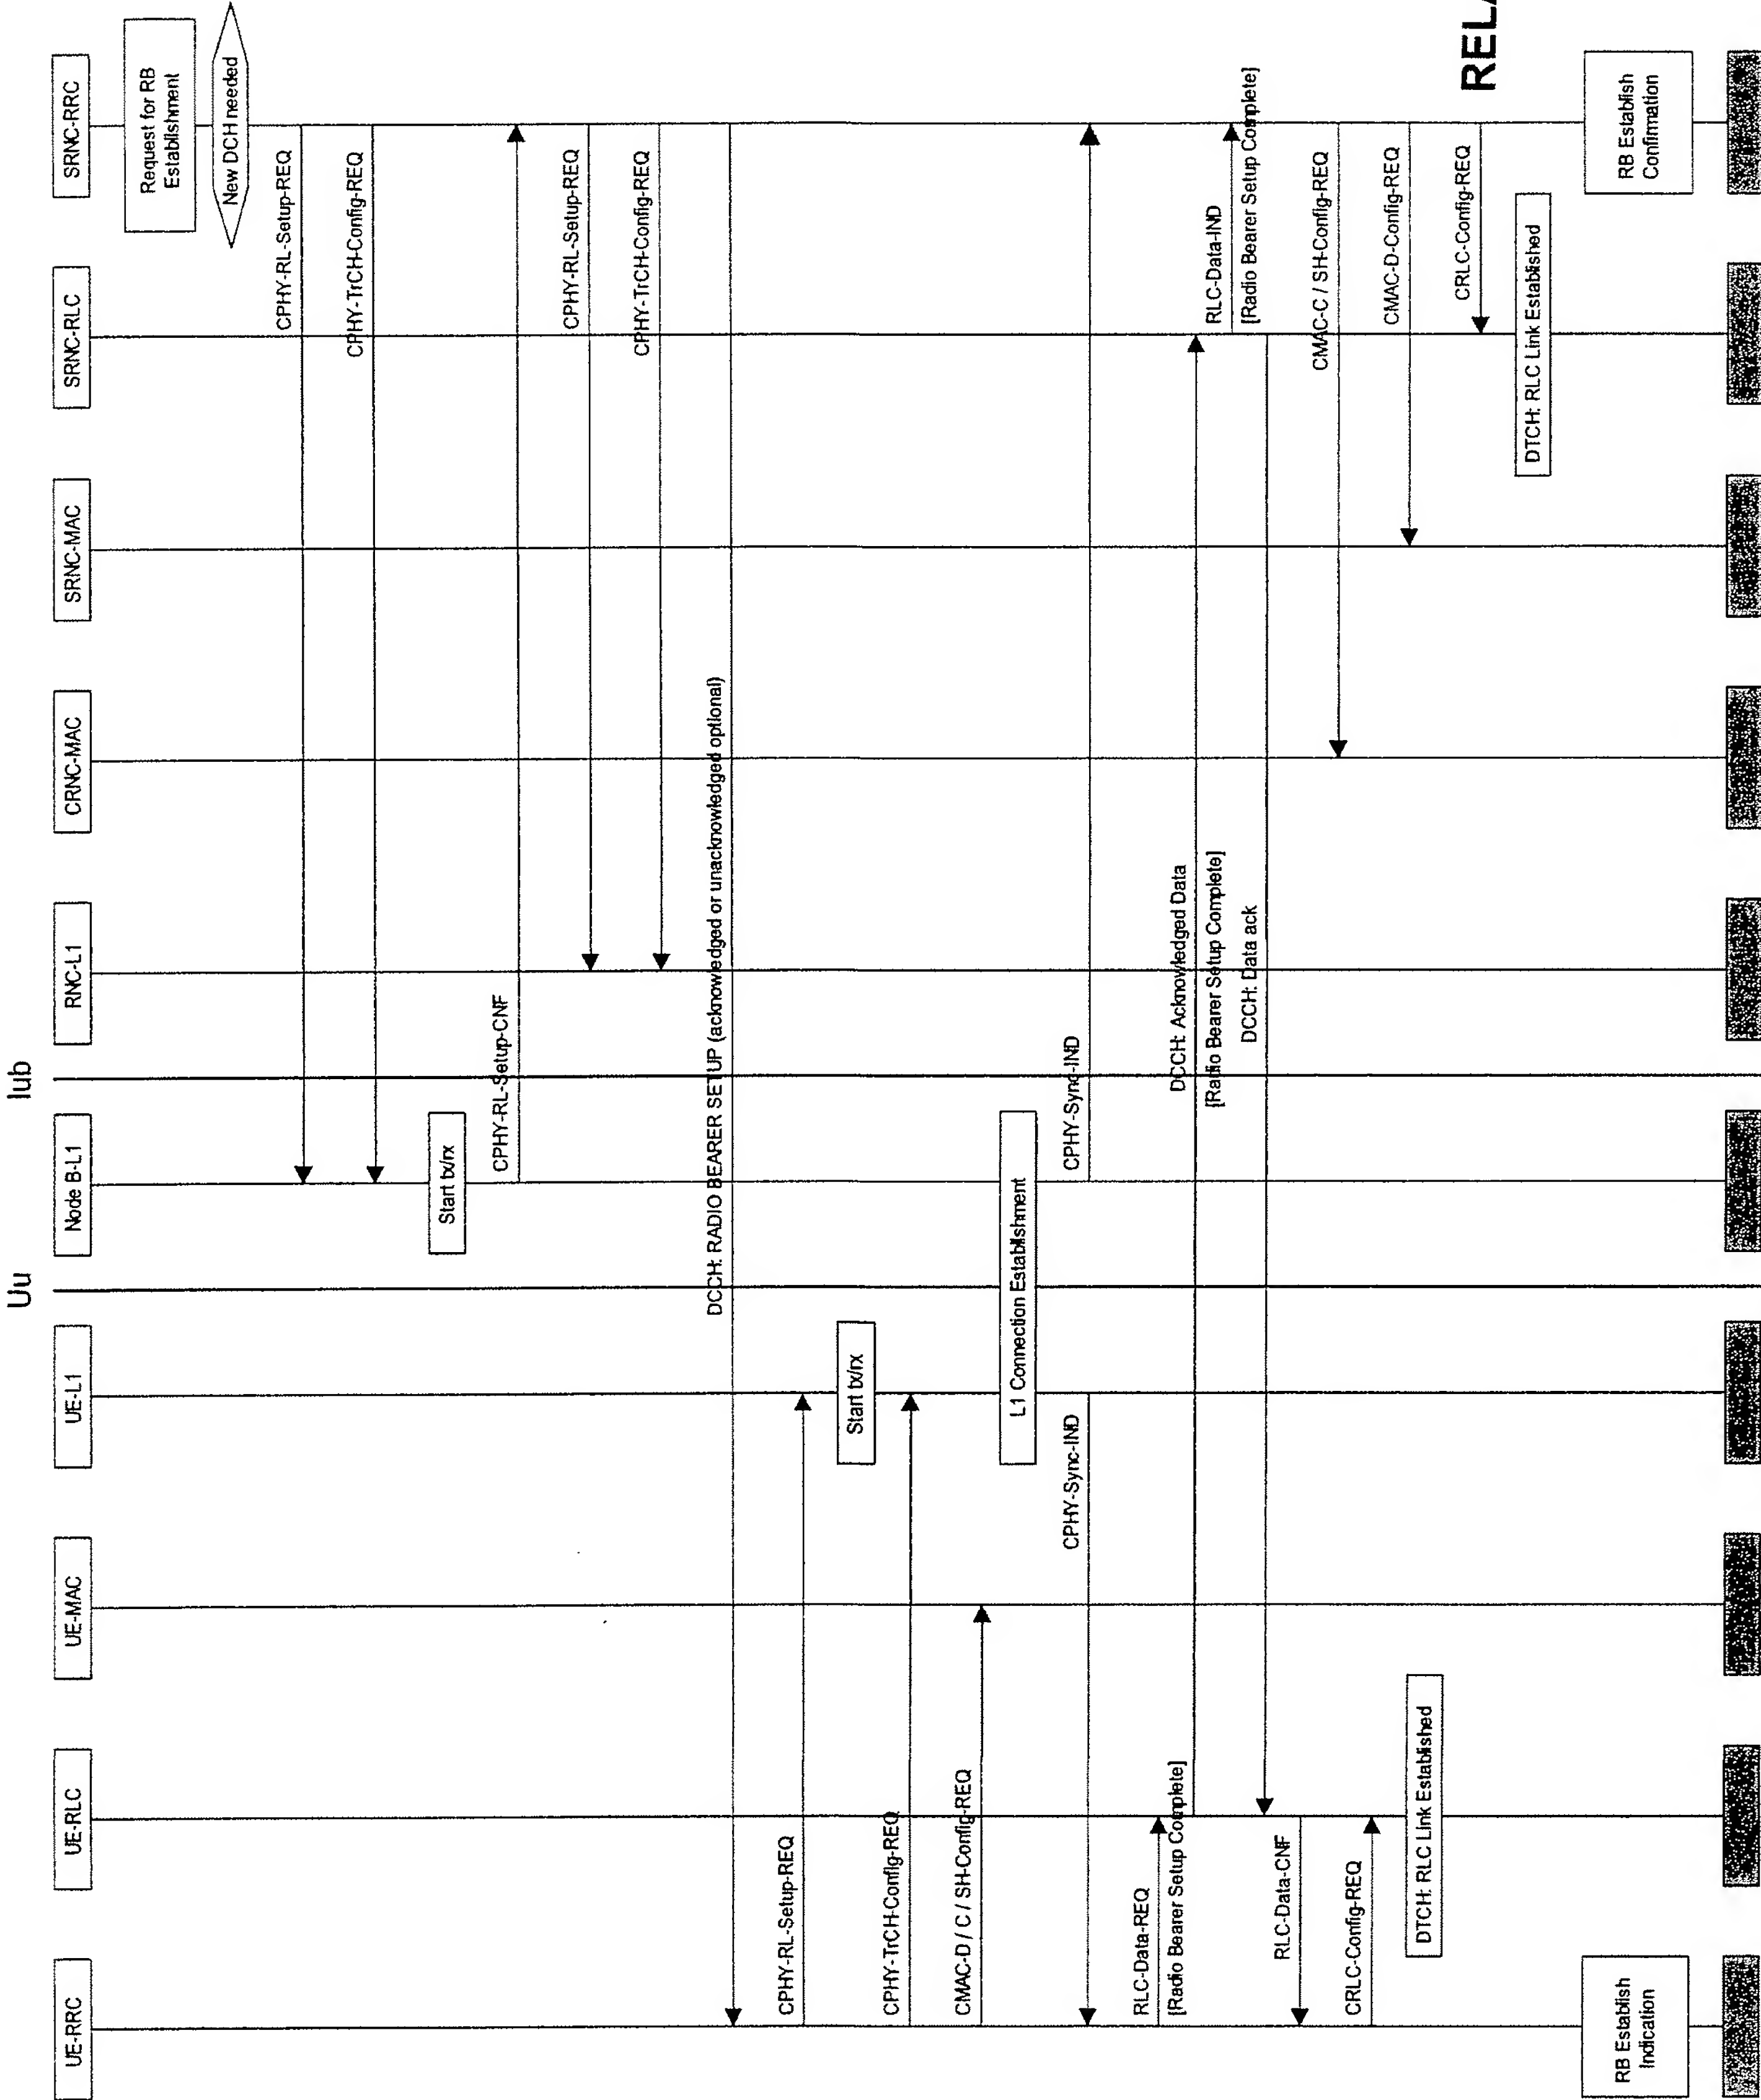 Uu
Iub
UE-RRC
UE-RLC
UE-MAC
UE-L1
Node B-L1
RNC-L1
CRNC-MAC
SRNC-MAC
SRNC-RLC
SRNC-RRC
Request for RB
Establishment
New DCH needed
CPHY-RL-Setup-REQ
CPHY-TrCH-Config-REQ
Start tx/rx
CPHY-RL-Setup-CNF
CPHY-RL-Setup-REQ
CPHY-TrCH-Config-REQ
DCCH: RADIO BEARER SETUP (acknowledged or unacknowledged optional)
CPHY-RL-Setup-REQ
Start tx/rx
CPHY-TrCH-Config-REQ
CMAC-D / C / SH-Config-REQ
L1 Connection Establishment
CPHY-Sync-IND
CPHY-Sync-IND
RLC-Data-REQ
[Radio Bearer Setup Complete]
DCCH: Acknowledged Data
[Radio Bearer Setup Complete]
RLC-Data-IND
[Radio Bearer Setup Complete]
DCCH: Data ack
RLC-Data-CNF
CMAC-C / SH-Config-REQ
CRLC-Config-REQ
CMAC-D-Config-REQ
DTCH: RLC Link Established
CRLC-Config-REQ
DTCH: RLC Link Established
RB Establish
Indication
RB Establish
Confirmation